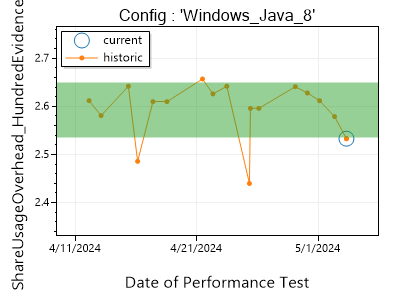 Config : 'Windows_Java_8'
current
historic
2.7
2.6
2.5
2.4
ShareUsageOverhead_HundredEvidence
4/11/2024
4/21/2024
5/1/2024
Date of Performance Test